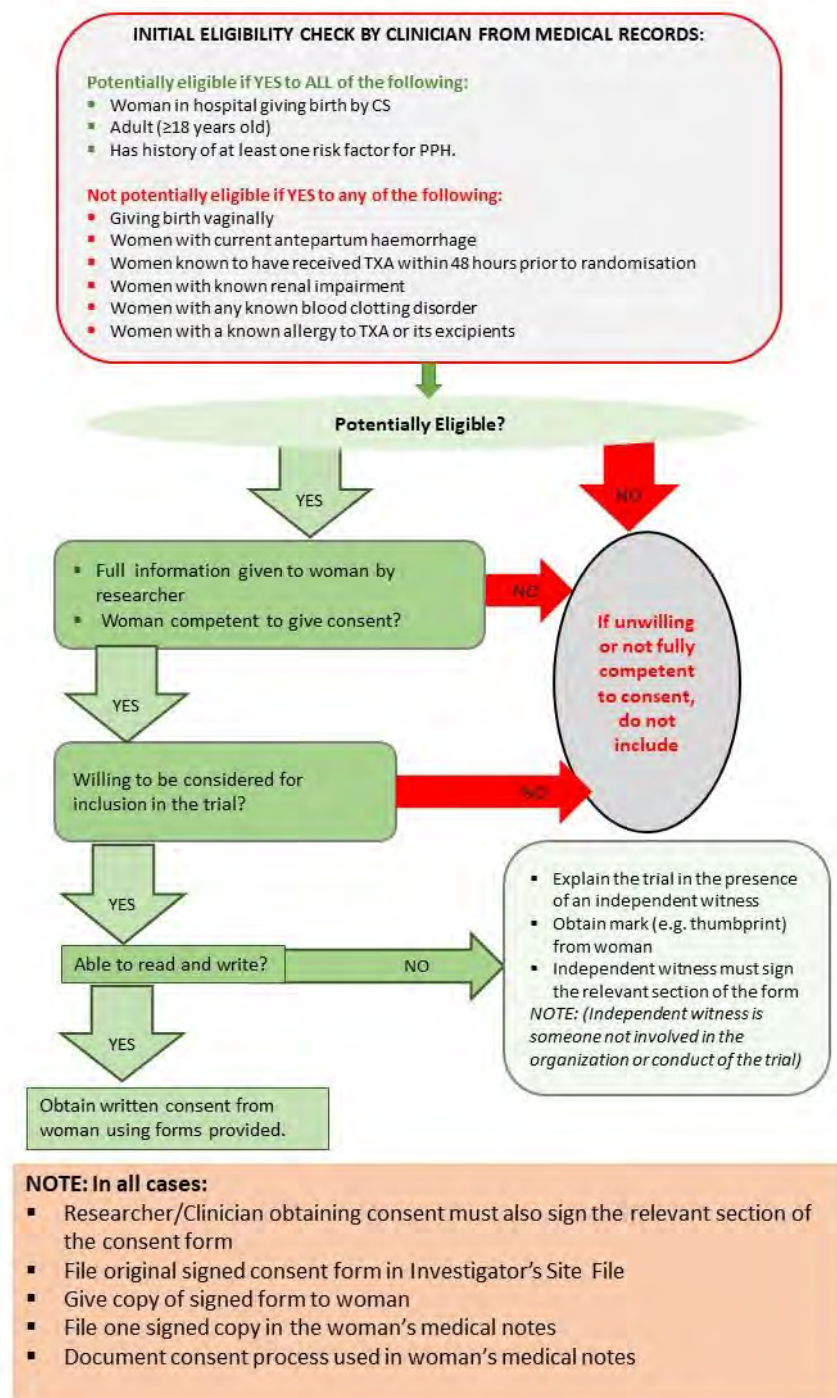 INITIAL ELIGIBILITY CHECK BY CLINICIAN FROM MEDICAL RECORDS:
Potentially eligible if YES to ALL of the following:
▪ Woman in hospital giving birth by CS
▪ Adult (≥18 years old)
▪ Has history of at least one risk factor for PPH.
Not potentially eligible if YES to any of the following:
▪ Giving birth vaginally
▪ Women with current antepartum haemorrhage
▪ Women known to have received TXA within 48 hours prior to randomisation
▪ Women with known renal impairment
▪ Women with any known blood clotting disorder
▪ Women with a known allergy to TXA or its excipients
Potentially Eligible?
YES
NO
▪ Full information given to woman by
researcher
▪ Woman competent to give consent?
NO
If unwilling
or not fully
competent
to consent,
do not
include
YES
Willing to be considered for
inclusion in the trial?
NO
YES
Able to read and write?
NO
▪ Explain the trial in the presence
of an independent witness
▪ Obtain mark (e.g. thumbprint)
from woman
▪ Independent witness must sign
the relevant section of the form
NOTE: (Independent witness is
someone not involved in the
organization or conduct of the trial)
YES
Obtain written consent from
woman using forms provided.
NOTE: In all cases:
▪ Researcher/Clinician obtaining consent must also sign the relevant section of
the consent form
▪ File original signed consent form in Investigator's Site File
▪ Give copy of signed form to woman
▪ File one signed copy in the woman's medical notes
▪ Document consent process used in woman's medical notes